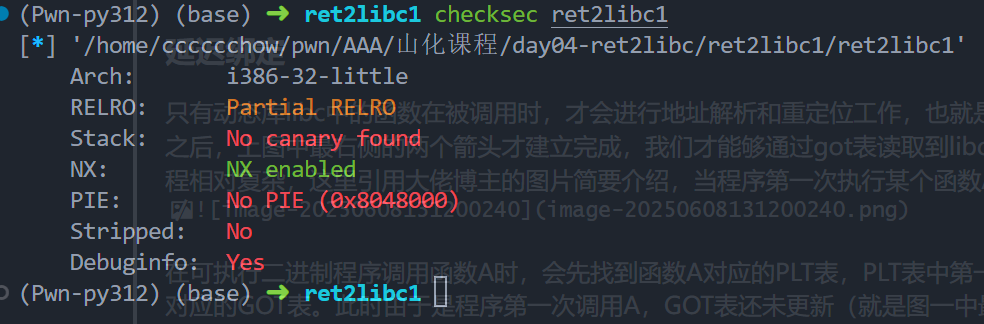 (Pwn-py312) (base) ➜ ret2libc1 checksec ret2libc1
[*] '/home/cccccchow/pwn/AAA/山化课程/day04-ret2libc/ret2libc1/ret2libc1'
延迟绑定
Arch: i386-32-little
RELRO: Partial RELRO
只有动态库libc中的函数在被调用时，才会进行地址解析和重定位工作，也就是
Stack: No canary found
之后，上图中最右侧的两个箭头才建立完成，我们才能够通过got表读取到libc
NX: NX enabled
程相对复杂，这里引用大佬博主的图片简要介绍，当程序第一次执行某个函数
PIE: No PIE (0x8048000)
![image-20250608131200240](image-20250608131200240.png)
Stripped: No
Debuginfo: Yes
在可执行二进制程序调用函数A时，会先找到函数A对应的PLT表，PLT表中第一
(Pwn-py312) (base) ➜ ret2libc1
对应的GOT表。此时由于是程序第一次调用A，GOT表还未更新（就是图一中最